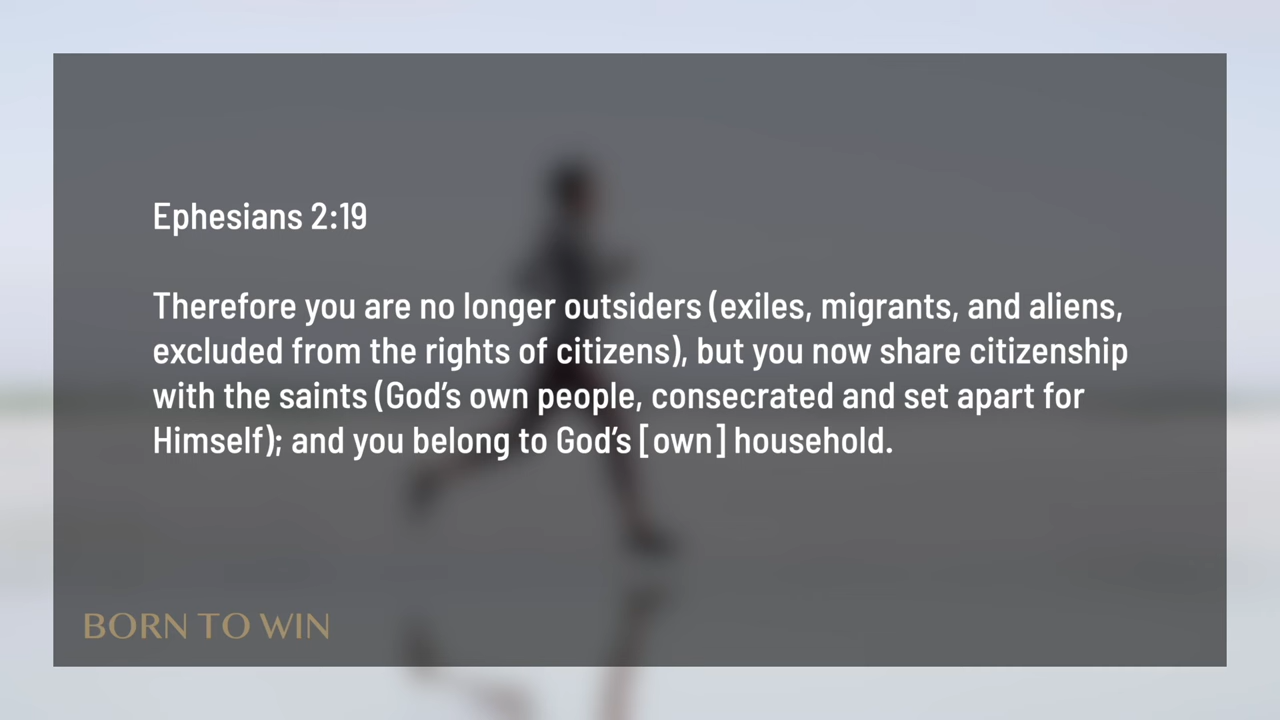 Ephesians 2:19
Therefore you are no longer outsiders (exiles, migrants, and aliens,
excluded from the rights of citizens), but you now share citizenship
with the saints (God’s own people, consecrated and set apart for
Himself); and you belong to God’s [own] household.
BORN TO WIN